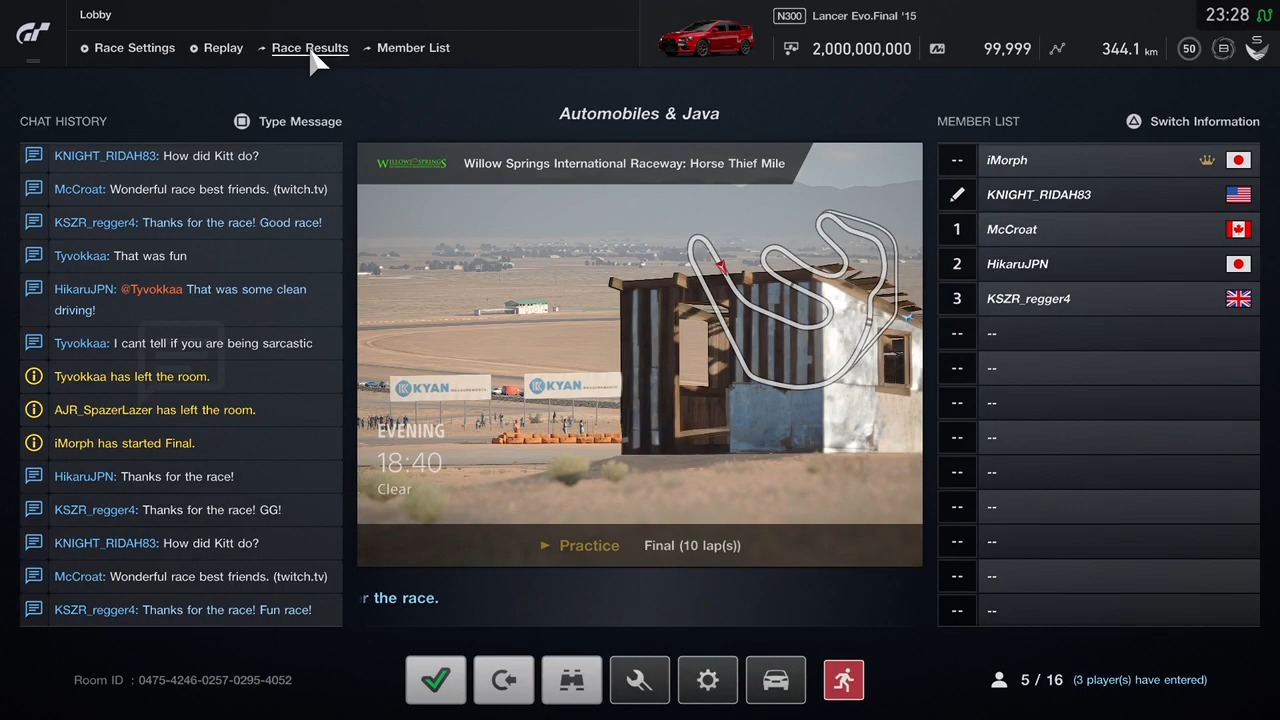 Lobby
Race Settings
Replay
Race Results
Member List
N300
Lancer Evo.Final '15
2,000,000,000
99,999
344.1 km
50
B
S
23:28
CHAT HISTORY
Type Message
KNIGHT_RIDAH83: How did Kitt do?
McCroat: Wonderful race best friends. (twitch.tv)
KSZR_regger4: Thanks for the race! Good race!
Tyvokkaa: That was fun
HikaruJPN: @Tyvokkaa That was some clean
driving!
Tyvokkaa: I cant tell if you are being sarcastic
Tyvokkaa has left the room.
AJR_SpazerLazer has left the room.
iMorph has started Final.
HikaruJPN: Thanks for the race!
KSZR_regger4: Thanks for the race! GG!
KNIGHT_RIDAH83: How did Kitt do?
McCroat: Wonderful race best friends. (twitch.tv)
KSZR_regger4: Thanks for the race! Fun race!
Automobiles & Java
WILLOW SPRINGS
Willow Springs International Raceway: Horse Thief Mile
KYAN
KYAN
EVENING
18:40
Clear
Practice
Final (10 lap(s))
r the race.
MEMBER LIST
Switch Information
-- iMorph
KNIGHT_RIDAH83
1 McCroat
2 HikaruJPN
3 KSZR_regger4
-- --
-- --
-- --
-- --
-- --
-- --
-- --
-- --
-- --
Room ID : 0475-4246-0257-0295-4052
5 / 16
(3 player(s) have entered)